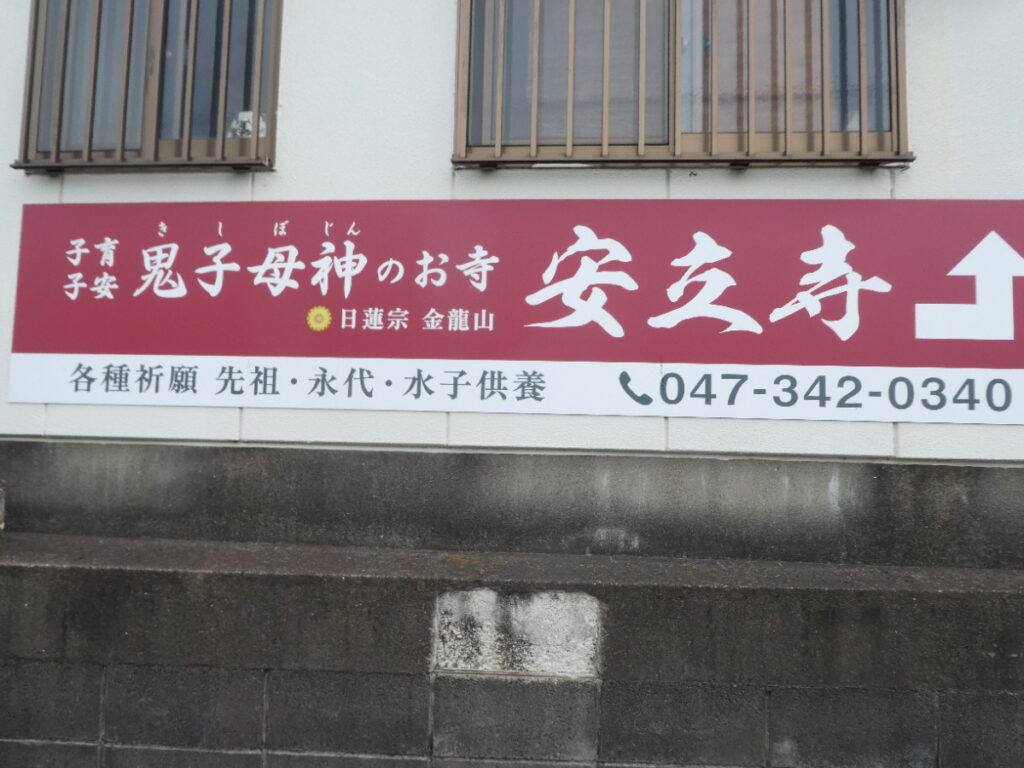 子育
子安
きしぼじん
鬼子母神のお寺
日蓮宗 金龍山
安立寺
各種祈願 先祖・永代・水子供養
047-342-0340